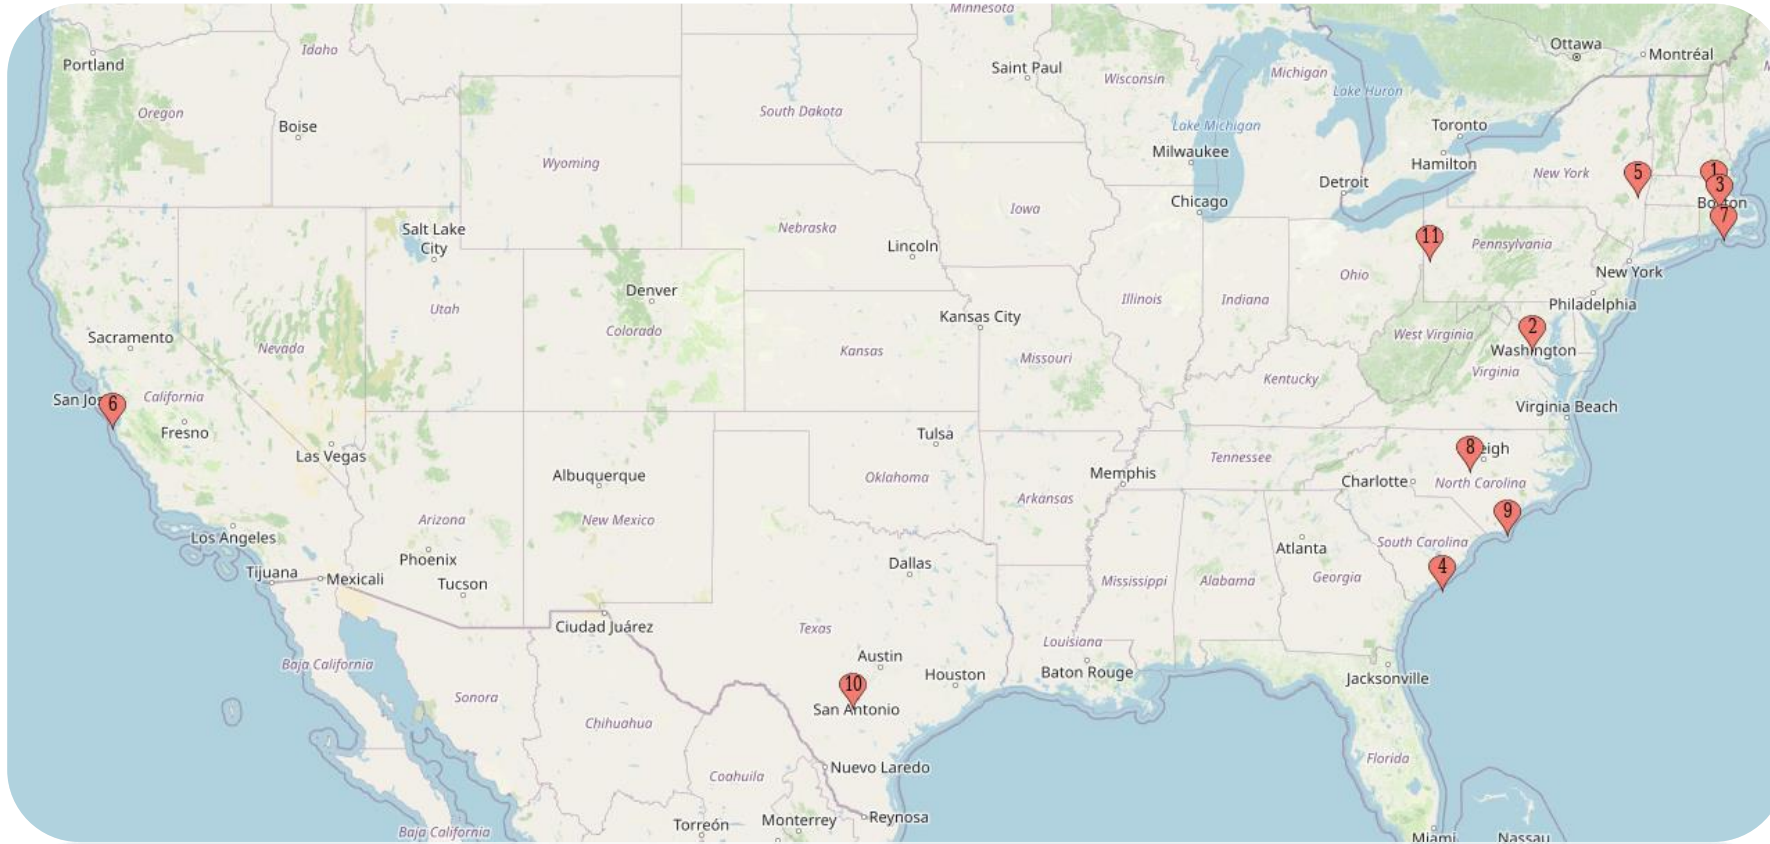 Minnesota
Ottawa
Montréal
Idaho
Portland
Saint Paul
Wisconsin
Michigan
Lake Huron
Oregon
Boise
South Dakota
Lake Michigan
Toronto
Milwaukee
Hamilton
Wyoming
Detroit
New York
5
1
3
Chicago
7
Iowa
Nebraska
Salt Lake
City
Lincoln
11
Pennsylvania
Ohio
New York
Denver
Utah
Colorado
Illinois
Indiana
Philadelphia
Kansas City
2
Sacramento
Nevada
Kansas
Missouri
West Virginia
Washington
Virginia
Kentucky
California
6
Virginia Beach
Fresno
Las Vegas
Tulsa
8
Tennessee
Albuquerque
Oklahoma
Memphis
Charlotte
North Carolina
Arkansas
9
Arizona
New Mexico
Los Angeles
South Carolina
Atlanta
Phoenix
Dallas
4
Tijuana
Mexicali
Tucson
Mississippi
Alabama
Georgia
Ciudad Juárez
Texas
Louisiana
Austin
Baja California
Baton Rouge
Houston
Jacksonville
10
Sonora
San Antonio
Chihuahua
Florida
Nuevo Laredo
Coahuila
Reynosa
Torreón
Monterrey
Baja California
Miami
Nassau